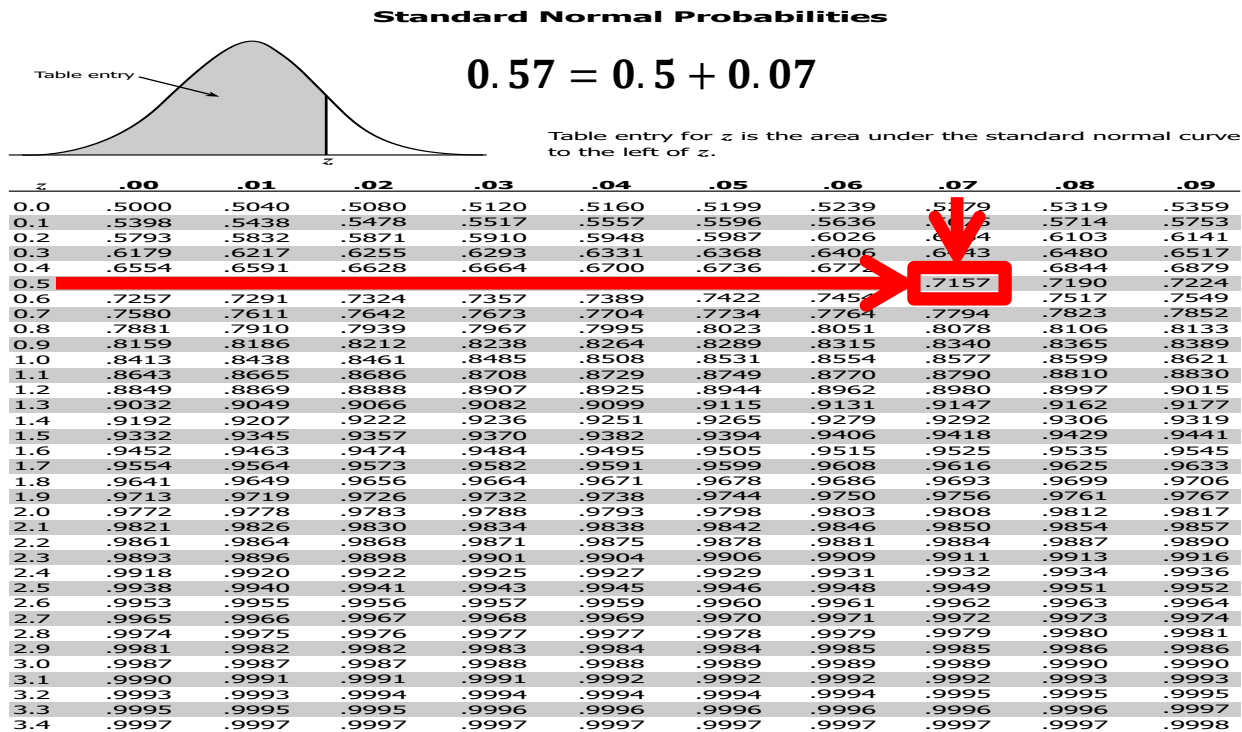 Standard Normal Probabilities
Table entry
0.57 = 0.5 + 0.07
Table entry for z is the area under the standard normal curve
to the left of z.
z
z .00 .01 .02 .03 .04 .05 .06 .07 .08 .09
0.0 .5000 .5040 .5080 .5120 .5160 .5199 .5239 .5319 .5359
0.1 .5398 .5438 .5478 .5517 .5557 .5596 .5636 .5714 .5753
0.2 .5793 .5832 .5871 .5910 .5948 .5987 .6026 .6103 .6141
0.3 .6179 .6217 .6255 .6293 .6331 .6368 .6406 .6443 .6480 .6517
0.4 .6554 .6591 .6628 .6664 .6700 .6736 .6772 .6844 .6879
0.5 .7157 .7190 .7224
0.6 .7257 .7291 .7324 .7357 .7389 .7422 .7454 .7517 .7549
0.7 .7580 .7611 .7642 .7673 .7704 .7734 .7764 .7794 .7823 .7852
0.8 .7881 .7910 .7939 .7967 .7995 .8023 .8051 .8078 .8106 .8133
0.9 .8159 .8186 .8212 .8238 .8264 .8289 .8315 .8340 .8365 .8389
1.0 .8413 .8438 .8461 .8485 .8508 .8531 .8554 .8577 .8599 .8621
1.1 .8643 .8665 .8686 .8708 .8729 .8749 .8770 .8790 .8810 .8830
1.2 .8849 .8869 .8888 .8907 .8925 .8944 .8962 .8980 .8997 .9015
1.3 .9032 .9049 .9066 .9082 .9099 .9115 .9131 .9147 .9162 .9177
1.4 .9192 .9207 .9222 .9236 .9251 .9265 .9279 .9292 .9306 .9319
1.5 .9332 .9345 .9357 .9370 .9382 .9394 .9406 .9418 .9429 .9441
1.6 .9452 .9463 .9474 .9484 .9495 .9505 .9515 .9525 .9535 .9545
1.7 .9554 .9564 .9573 .9582 .9591 .9599 .9608 .9616 .9625 .9633
1.8 .9641 .9649 .9656 .9664 .9671 .9678 .9686 .9693 .9699 .9706
1.9 .9713 .9719 .9726 .9732 .9738 .9744 .9750 .9756 .9761 .9767
2.0 .9772 .9778 .9783 .9788 .9793 .9798 .9803 .9808 .9812 .9817
2.1 .9821 .9826 .9830 .9834 .9838 .9842 .9846 .9850 .9854 .9857
2.2 .9861 .9864 .9868 .9871 .9875 .9878 .9881 .9884 .9887 .9890
2.3 .9893 .9896 .9898 .9901 .9904 .9906 .9909 .9911 .9913 .9916
2.4 .9918 .9920 .9922 .9925 .9927 .9929 .9931 .9932 .9934 .9936
2.5 .9938 .9940 .9941 .9943 .9945 .9946 .9948 .9949 .9951 .9952
2.6 .9953 .9955 .9956 .9957 .9959 .9960 .9961 .9962 .9963 .9964
2.7 .9965 .9966 .9967 .9968 .9969 .9970 .9971 .9972 .9973 .9974
2.8 .9974 .9975 .9976 .9977 .9977 .9978 .9979 .9979 .9980 .9981
2.9 .9981 .9982 .9982 .9983 .9984 .9984 .9985 .9985 .9986 .9986
3.0 .9987 .9987 .9987 .9988 .9988 .9989 .9989 .9989 .9990 .9990
3.1 .9990 .9991 .9991 .9991 .9992 .9992 .9992 .9992 .9993 .9993
3.2 .9993 .9993 .9994 .9994 .9994 .9994 .9994 .9995 .9995 .9995
3.3 .9995 .9995 .9995 .9996 .9996 .9996 .9996 .9996 .9996 .9997
3.4 .9997 .9997 .9997 .9997 .9997 .9997 .9997 .9997 .9997 .9998